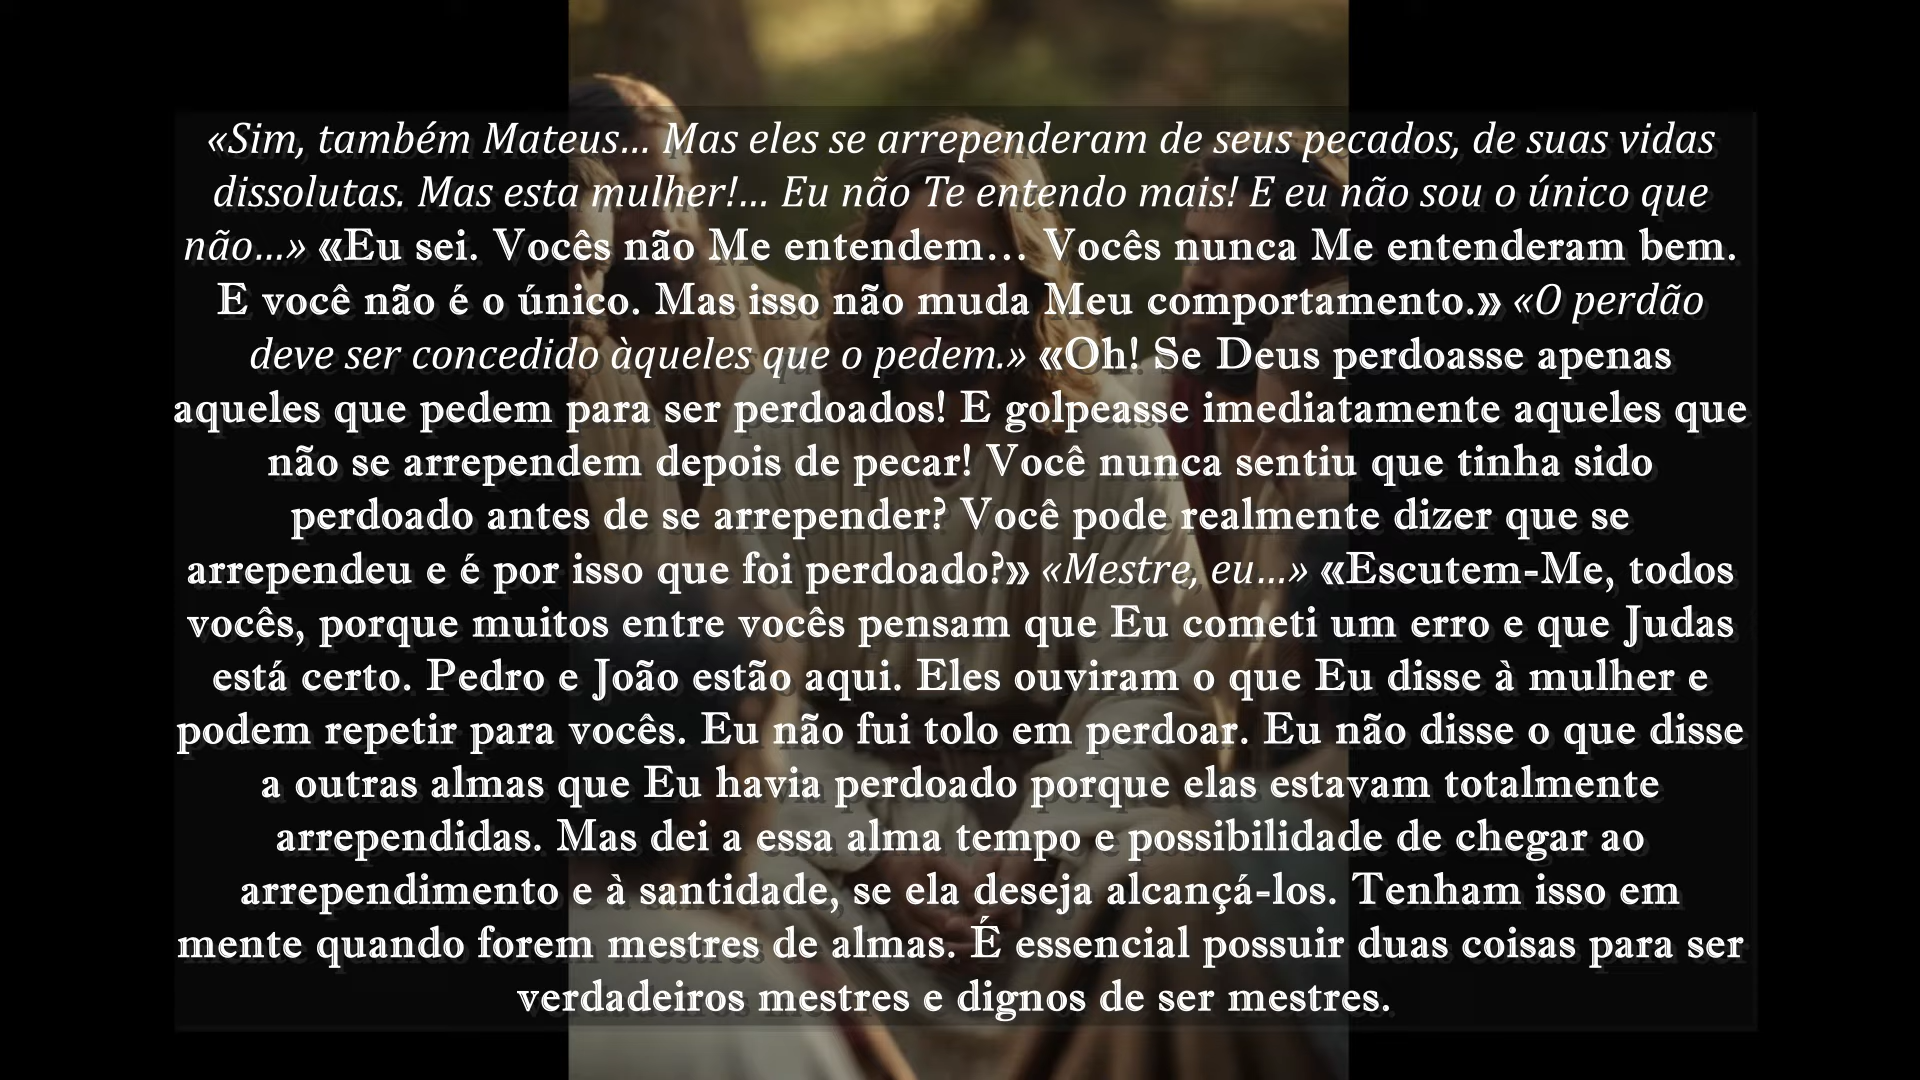 «Sim, também Mateus... Mas eles se arrependeram de seus pecados, de suas vidas
dissolutas. Mas esta mulher!... Eu não Te entendo mais! E eu não sou o único que
não...» «Eu sei. Vocês não Me entendem... Vocês nunca Me entenderam bem.
E você não é o único. Mas isso não muda Meu comportamento.» «O perdão
deve ser concedido àqueles que o pedem.» «Oh! Se Deus perdoasse apenas
aqueles que pedem para ser perdoados! E golpeasse imediatamente aqueles que
não se arrependem depois de pecar! Você nunca sentiu que tinha sido
perdoado antes de se arrepender? Você pode realmente dizer que se
arrependeu e é por isso que foi perdoado?» «Mestre, eu...» «Escutem-Me, todos
vocês, porque muitos entre vocês pensam que Eu cometi um erro e que Judas
está certo. Pedro e João estão aqui. Eles ouviram o que Eu disse à mulher e
podem repetir para vocês. Eu não fui tolo em perdoar. Eu não disse o que disse
a outras almas que Eu havia perdoado porque elas estavam totalmente
arrependidas. Mas dei a essa alma tempo e possibilidade de chegar ao
arrependimento e à santidade, se ela deseja alcançá-los. Tenham isso em
mente quando forem mestres de almas. É essencial possuir duas coisas para ser
verdadeiros mestres e dignos de ser mestres.